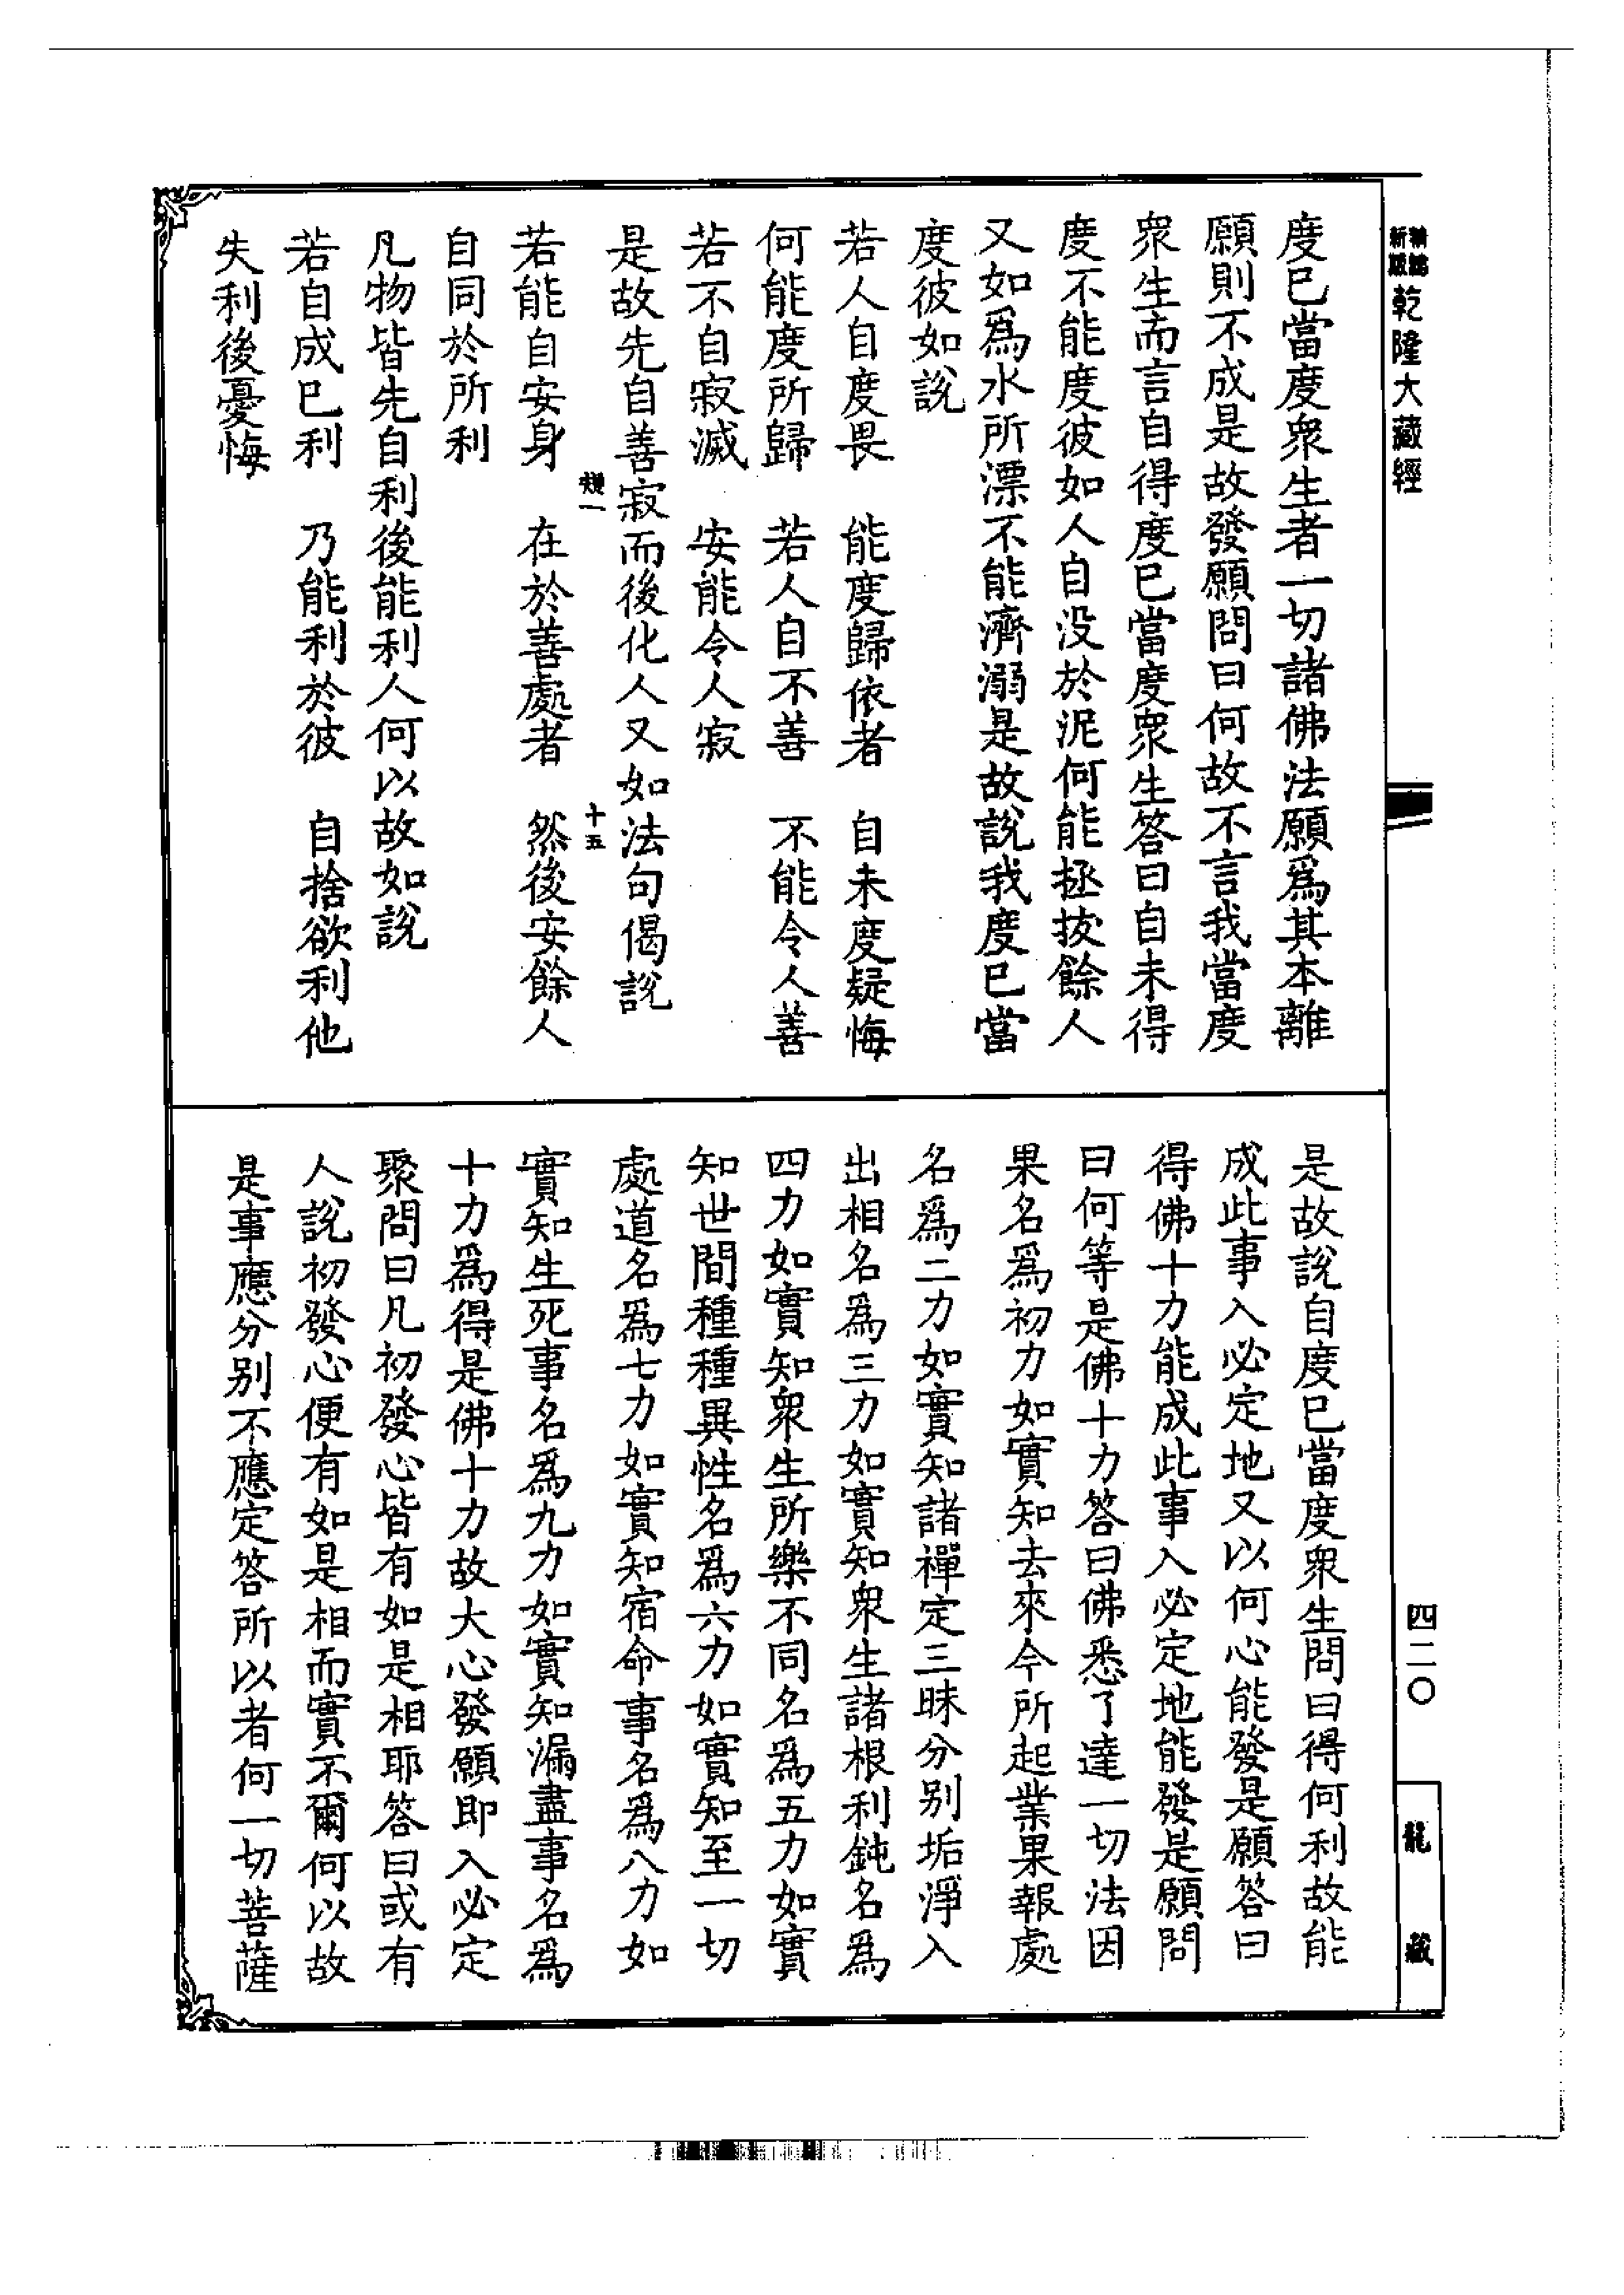 新版
乾隆大藏經
度已當度衆生者一切諸佛法願爲其本離
願則不成是故發願問曰何故不言我當度
衆生而言自得度已當度衆生答曰自未得
度不能度彼如人自没於泥何能拯拔餘人
又如爲水所漂不能濟溺是故說我度已當
度彼如說
若人自度畏　能度歸依者　自未度疑悔
何能度所歸　若人自不善　不能令人善
若不自寂滅　安能令人寂
是故先自善寂而後化人又如法句偈說
十五
若能自安身　在於善處者　然後安餘人
自同於所利
凡物皆先自利後能利人何以故如說
若自成已利　乃能利於彼　自捨欲利他
失利後憂悔
四二〇
龍藏
是故說自度已當度衆生問曰得何利故能
成此事入必定地又以何心能發是願答曰
得佛十力能成此事入必定地能發是願問
曰何等是佛十力答曰佛悉了達一切法因
果名爲初力如實知去來今所起業果報處
名爲二力如實知諸禪定三昧分别垢淨入
出相名爲三力如實知衆生諸根利鈍名爲
四力如實知衆生所樂不同名爲五力如實
知世間種種異性名爲六力如實知至一切
處道名爲七力如實知宿命事名爲八力如
實知生死事名爲九力如實知漏盡事名爲
十力爲得是佛十力故大心發願即入必定
聚問曰凡初發心皆有如是相耶答曰或有
人說初發心便有如是相而實不爾何以故
是事應分别不應定答所以者何一切菩薩